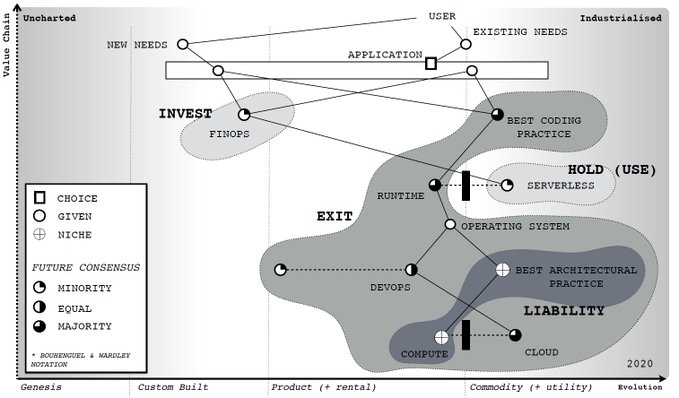 Uncharted
USER
Industrialised
Value Chain
NEW NEEDS
EXISTING NEEDS
APPLICATION
INVEST
FINOPS
BEST CODING
PRACTICE
HOLD (USE)
RUNTIME
SERVERLESS
CHOICE
GIVEN
NICHE
EXIT
OPERATING SYSTEM
FUTURE CONSENSUS
MINORITY
EQUAL
MAJORITY
DEVOPS
BEST ARCHITECTURAL
PRACTICE
LIABILITY
COMPUTE
CLOUD
* BOUHENGUEL & WARDLEY
NOTATION
2020
Genesis
Custom Built
Product (+ rental)
Commodity (+ utility)
Evolution